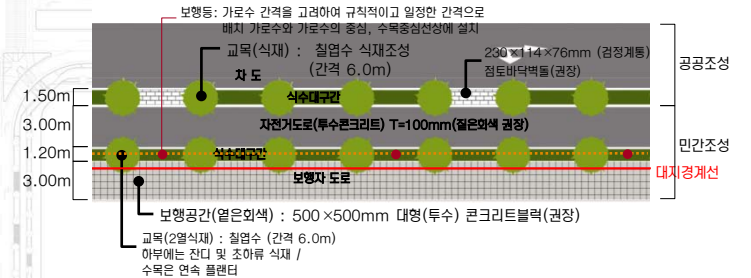 보행등: 가로수 간격을 고려하여 규칙적이고 일정한 간격으로
배치 가로수와 가로수의 중심, 수목중심선상에 설치
교목(식재) : 칠엽수 식재조성
(간격 6.0m)
230×114×76mm (검정계통)
점토바닥벽돌(권장)
차 도
공공조성
1.50m
식수대구간
3.00m
자전거도로(투수콘크리트) T=100mm(짙은회색 권장)
민간조성
1.20m
식수대구간
대지경계선
3.00m
보행자 도로
보행공간(옅은회색) : 500×500mm 대형(투수) 콘크리트블럭(권장)
교목(2열식재) : 칠엽수 (간격 6.0m)
하부에는 잔디 및 초하류 식재 /
수목은 연속 플랜터